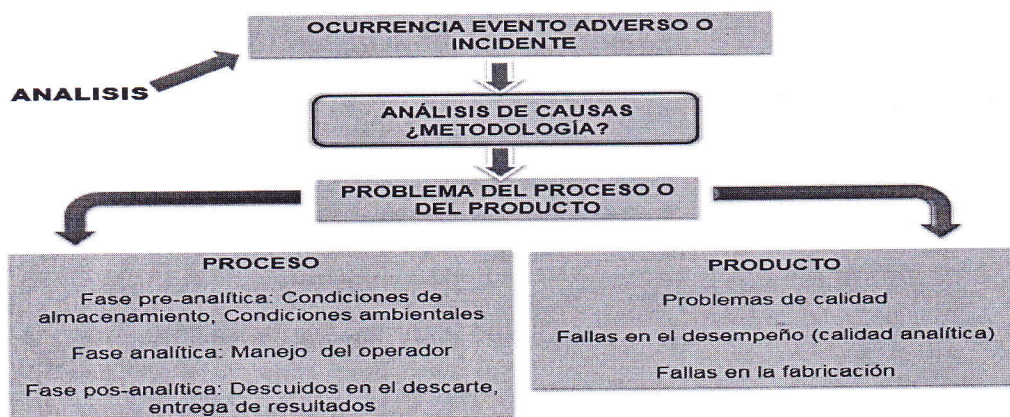 OCURRENCIA EVENTO ADVERSO O
INCIDENTE
ANALISIS
ANÁLISIS DE CAUSAS
¿METODOLOGÍA?
PROBLEMA DEL PROCESO O
DEL PRODUCTO
PROCESO
Fase pre-analítica: Condiciones de
almacenamiento, Condiciones ambientales
Fase analítica: Manejo del operador
Fase pos-analítica: Descuidos en el descarte,
entrega de resultados
PRODUCTO
Problemas de calidad
Fallas en el desempeño (calidad analítica)
Fallas en la fabricación